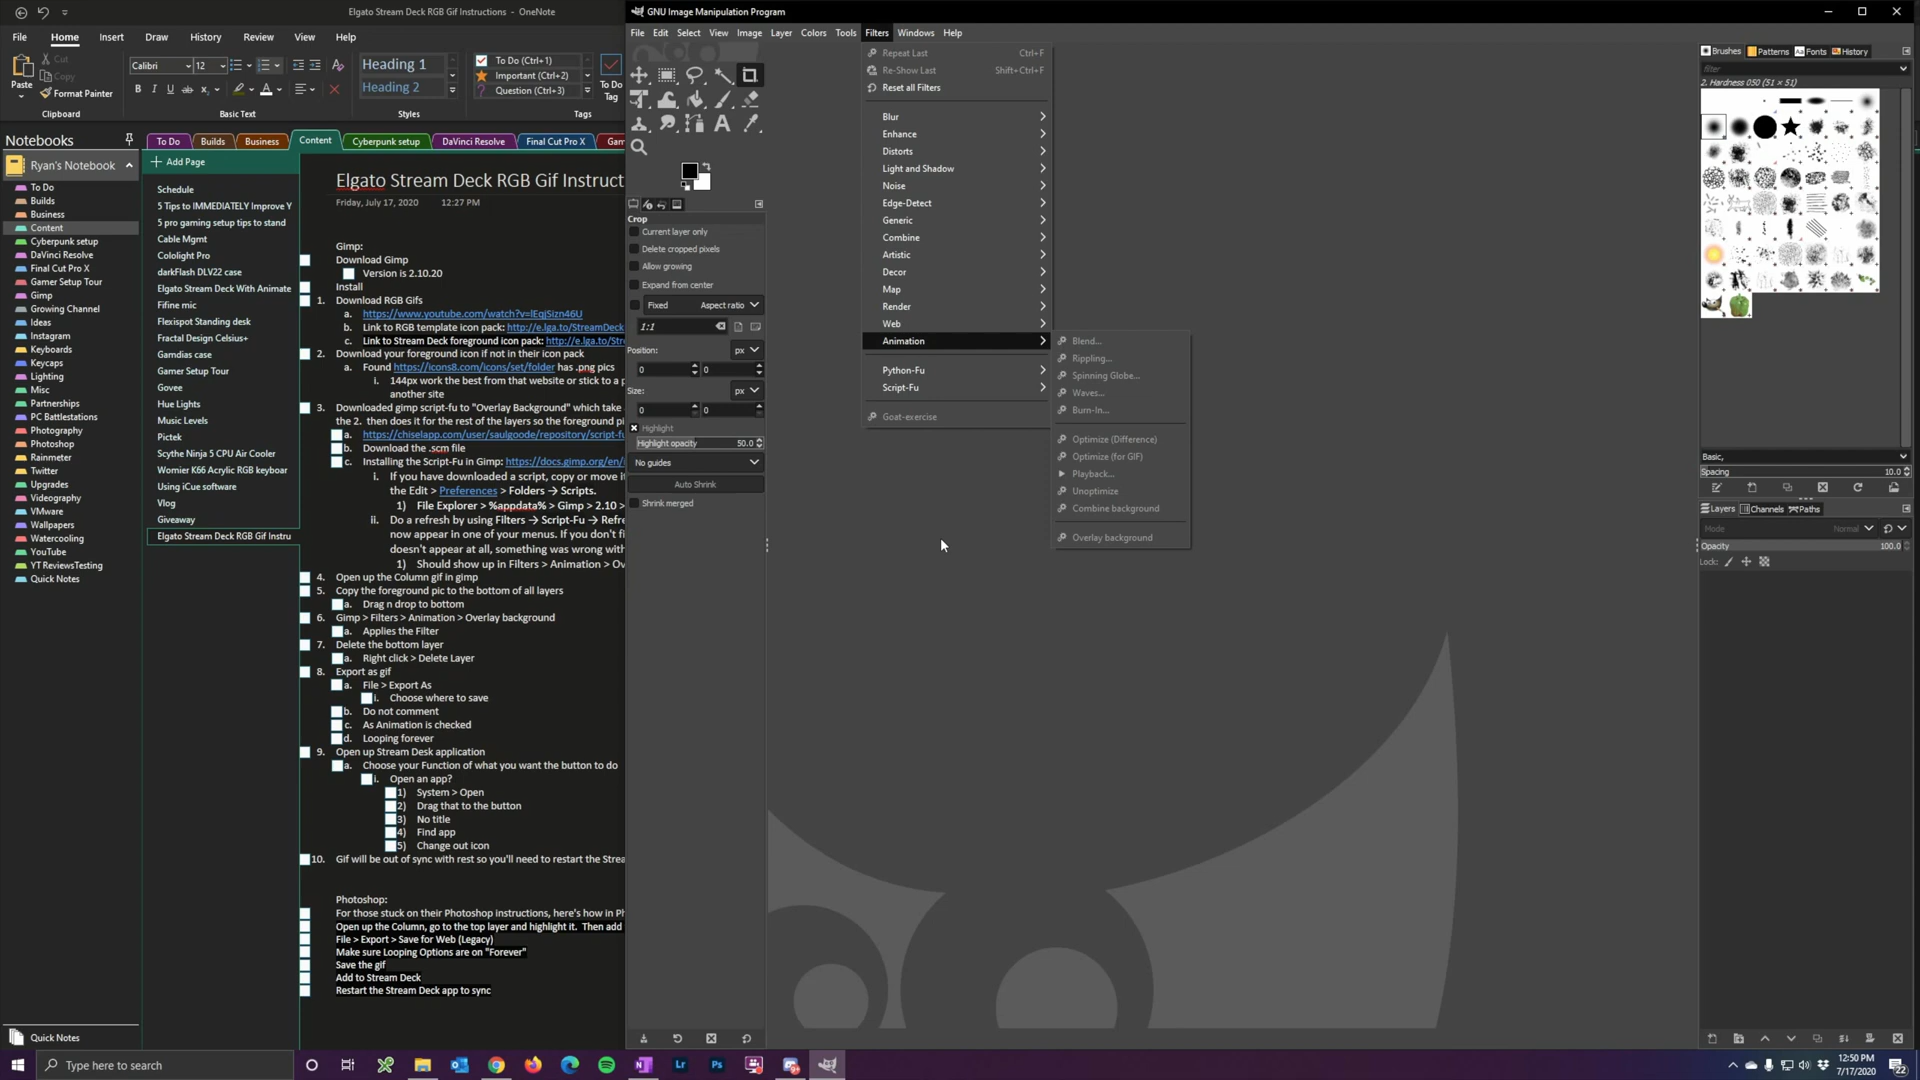 Elgato Stream Deck RGB Gif Instructions - OneNote
File Home Insert Draw History Review View Help
Paste
Cut
Copy
Format Painter
Clipboard
Calibri 12
B I U ab
Basic Text
Heading 1
Heading 2
Styles
To Do (Ctrl+1)
Important (Ctrl+2)
Question (Ctrl+3)
To Do
Tag
Tags
Notebooks
Ryan's Notebook
To Do
Builds
Business
Content
Cyberpunk setup
DaVinci Resolve
Final Cut Pro X
Gamer Setup Tour
Gimp
Growing Channel
Ideas
Instagram
Keyboards
Keycaps
Lighting
Misc
Partnerships
PC Battlestations
Photography
Photoshop
Rainmeter
Twitter
Upgrades
Videography
VMware
Wallpapers
Watercooling
YouTube
YT ReviewsTesting
Quick Notes
Quick Notes
To Do Builds Business Content Cyberpunk setup DaVinci Resolve Final Cut Pro X Gam
Add Page
Schedule
5 Tips to IMMEDIATELY Improve Y
5 pro gaming setup tips to stand
Cable Mgmt
Cololight Pro
darkFlash DLV22 case
Elgato Stream Deck With Animate
Fifine mic
Flexispot Standing desk
Fractal Design Celsius+
Gamdias case
Gamer Setup Tour
Govee
Hue Lights
Music Levels
Pictek
Scythe Ninja 5 CPU Air Cooler
Womier K66 Acrylic RGB keyboar
Using iCue software
Vlog
Giveaway
Elgato Stream Deck RGB Gif Instru
Elgato Stream Deck RGB Gif Instruct
Friday, July 17, 2020 12:27 PM
Gimp:
Download Gimp
Version is 2.10.20
Install
1. Download RGB Gifs
a. https://www.youtube.com/watch?v=lEqjSizn46U
b. Link to RGB template icon pack: http://e.lga.to/StreamDeck
c. Link to Stream Deck foreground icon pack: http://e.lga.to/Stre
2. Download your foreground icon if not in their icon pack
a. Found https://icons8.com/icons/set/folder has .png pics
i. 144px work the best from that website or stick to a p
another site
3. Downloaded gimp script-fu to "Overlay Background" which take
the 2. then does it for the rest of the layers so the foreground pi
a. https://chiselapp.com/user/saulgoode/repository/script-fu
b. Download the .scm file
c. Installing the Script-Fu in Gimp: https://docs.gimp.org/en/i
i. If you have downloaded a script, copy or move it
the Edit > Preferences > Folders → Scripts.
1) File Explorer > %appdata% > Gimp > 2.10 >
ii. Do a refresh by using Filters → Script-Fu → Refre
now appear in one of your menus. If you don't fi
doesn't appear at all, something was wrong with
1) Should show up in Filters > Animation > Ov
4. Open up the Column gif in gimp
5. Copy the foreground pic to the bottom of all layers
a. Drag n drop to bottom
6. Gimp > Filters > Animation > Overlay background
a. Applies the Filter
7. Delete the bottom layer
a. Right click > Delete Layer
8. Export as gif
a. File > Export As
i. Choose where to save
b. Do not comment
c. As Animation is checked
d. Looping forever
9. Open up Stream Desk application
a. Choose your Function of what you want the button to do
i. Open an app?
1) System > Open
2) Drag that to the button
3) No title
4) Find app
5) Change out icon
10. Gif will be out of sync with rest so you'll need to restart the Strea
Photoshop:
For those stuck on their Photoshop instructions, here's how in Ph
Open up the Column, go to the top layer and highlight it. Then add
File > Export > Save for Web (Legacy)
Make sure Looping Options are on "Forever"
Save the gif
Add to Stream Deck
Restart the Stream Deck app to sync
GNU Image Manipulation Program
File Edit Select View Image Layer Colors Tools Filters Windows Help
Crop
Current layer only
Delete cropped pixels
Allow growing
Expand from center
Fixed Aspect ratio
1:1
Position: px
0 0
Size: px
0 0
Highlight
Highlight opacity 50.0
No guides
Auto Shrink
Shrink merged
Repeat Last Ctrl+F
Re-Show Last Shift+Ctrl+F
Reset all Filters
Blur
Enhance
Distorts
Light and Shadow
Noise
Edge-Detect
Generic
Combine
Artistic
Decor
Map
Render
Web
Animation
Python-Fu
Script-Fu
Goat-exercise
Blend...
Rippling...
Spinning Globe...
Waves...
Burn-In...
Optimize (Difference)
Optimize (for GIF)
Playback...
Unoptimize
Combine background
Overlay background
Brushes Patterns Fonts History
filter
2. Hardness 050 (51 × 51)
Basic,
Spacing 10.0
Layers Channels Paths
Mode Normal
Opacity 100.0
Lock:
Type here to search
Lr
Ps
12:50 PM
7/17/2020
22